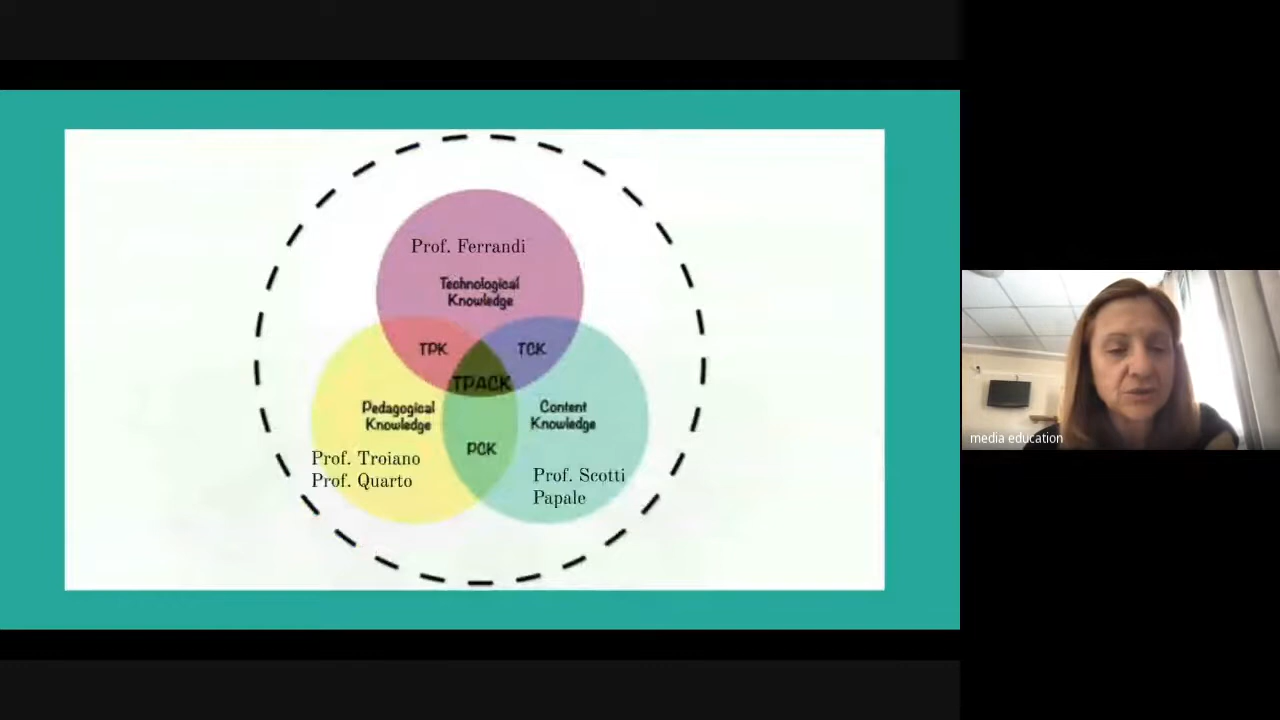 Prof. Ferrandi
Technological
Knowledge
TPK
TCK
TPACK
Pedagogical
Knowledge
Content
Knowledge
PCK
Prof. Troiano
Prof. Quarto
Prof. Scotti
Papale
media education